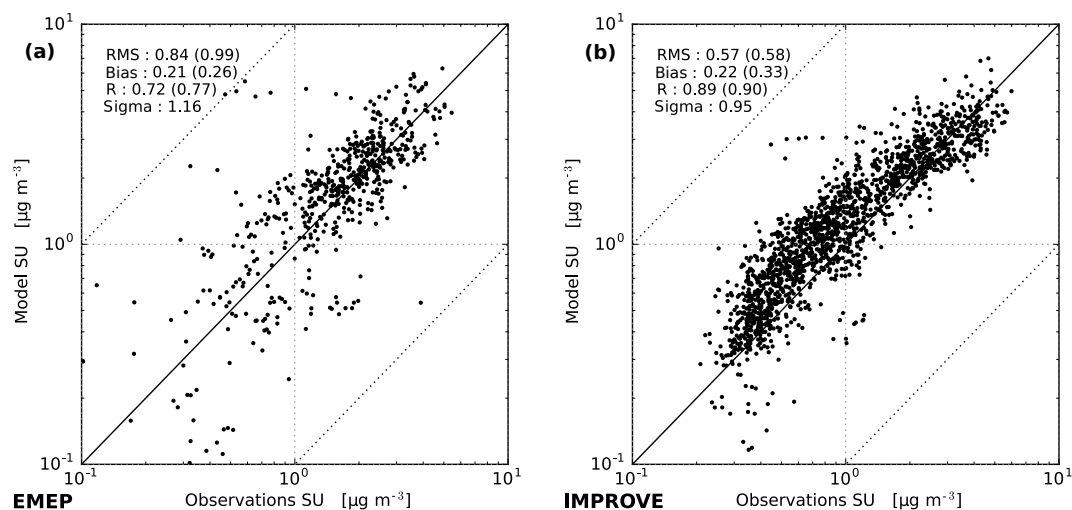 (a)
RMS : 0.84 (0.99)
Bias : 0.21 (0.26)
R : 0.72 (0.77)
Sigma : 1.16
10¹
10⁰
10⁻¹
Model SU [µg m⁻³]
10⁻¹
10⁰
10¹
Observations SU [µg m⁻³]
EMEP
(b)
RMS : 0.57 (0.58)
Bias : 0.22 (0.33)
R : 0.89 (0.90)
Sigma : 0.95
10¹
10⁰
10⁻¹
Model SU [µg m⁻³]
10⁻¹
10⁰
10¹
Observations SU [µg m⁻³]
IMPROVE